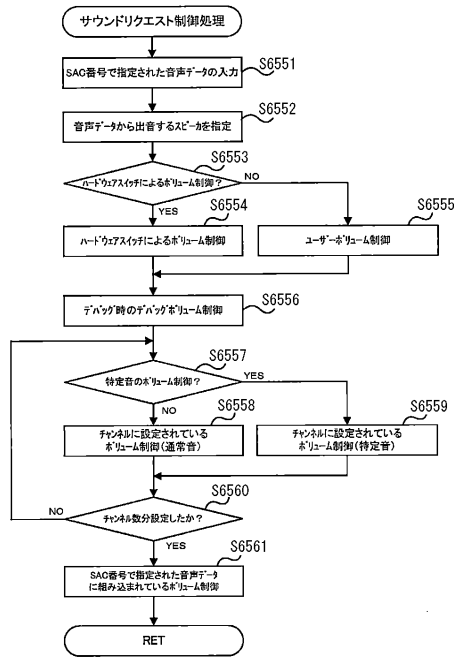 サウンドリクエスト制御処理
S6551
SAC番号で指定された音声データの入力
S6552
音声データから出音するスピーカを指定
S6553
ハードウェアスイッチによるボリューム制御？
NO
YES
S6554
S6555
ハードウェアスイッチによるボリューム制御
ユーザーボリューム制御
S6556
デバッグ時のデバッグボリューム制御
S6557
特定音のボリューム制御？
YES
NO
S6558
S6559
チャンネルに設定されている
ボリューム制御(通常音)
チャンネルに設定されている
ボリューム制御(特定音)
S6560
チャンネル数分設定したか？
NO
YES
S6561
SAC番号で指定された音声データ
に組み込まれているボリューム制御
RET